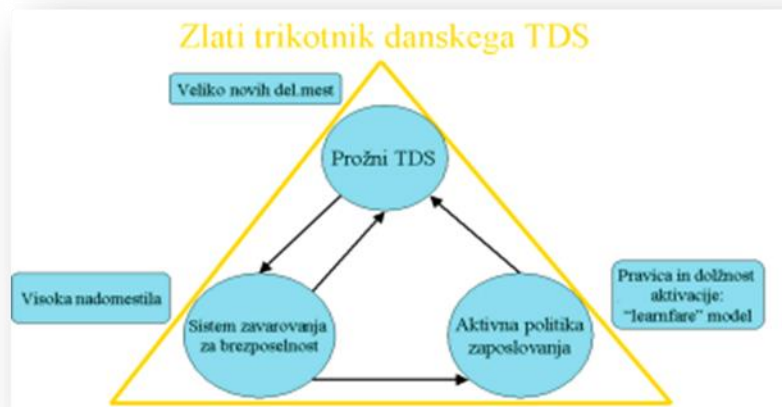 Zlati trikotnik danskega TDS
Veliko novih del.mest
Prožni TDS
Visoka nadomestila
Sistem zavarovanja
za brezposelnost
Aktivna politika
zaposlovanja
Pravica in dolžnost
aktivacije:
"learnfare" model